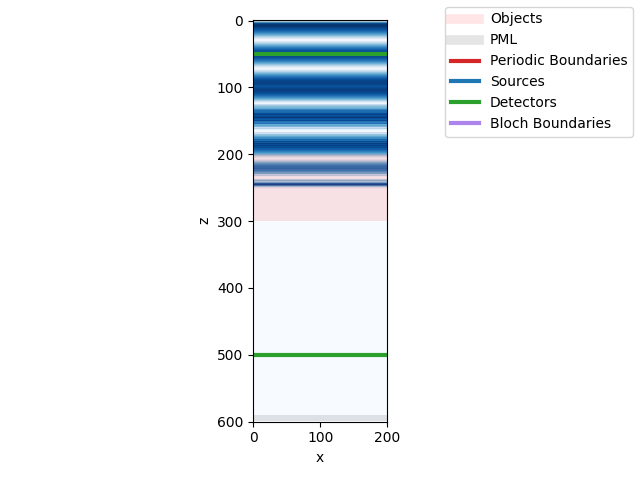 Objects
PML
Periodic Boundaries
Sources
Detectors
Bloch Boundaries
0
100
200
300
400
500
600
z
0 100 200
x